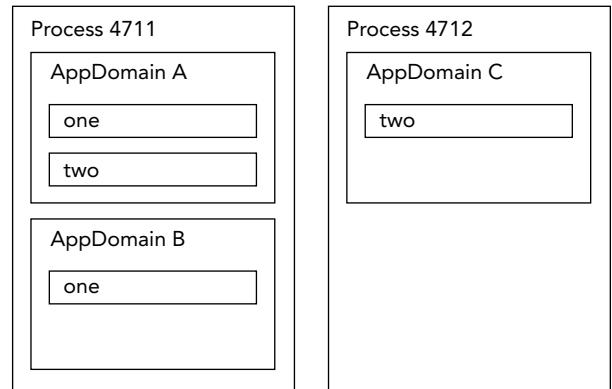 Process 4711
AppDomain A
one
two
AppDomain B
one
Process 4712
AppDomain C
two